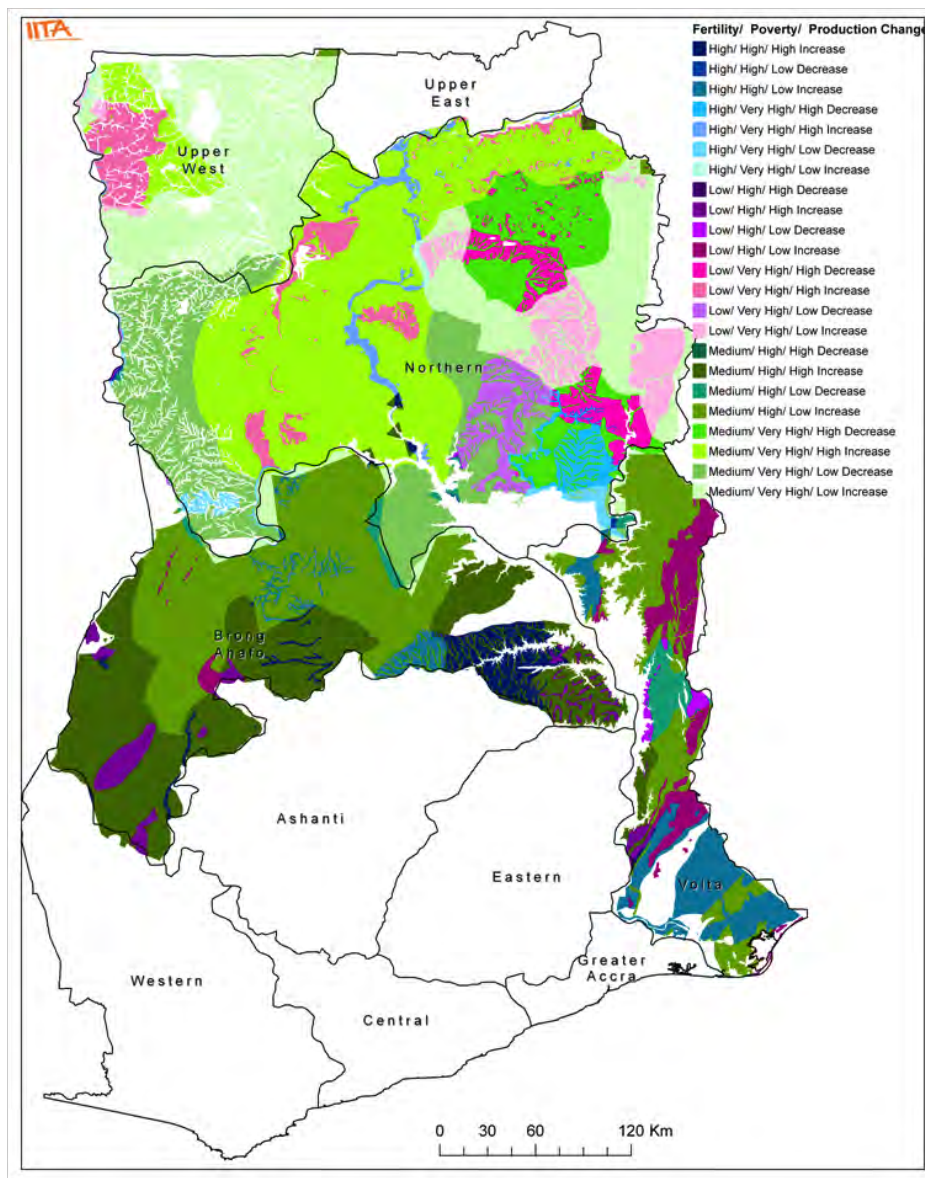 IITA
Fertility/ Poverty/ Production Change
High/ High/ High Increase
High/ High/ Low Decrease
High/ High/ Low Increase
High/ Very High/ High Decrease
High/ Very High/ High Increase
High/ Very High/ Low Decrease
High/ Very High/ Low Increase
Low/ High/ High Decrease
Low/ High/ High Increase
Low/ High/ Low Decrease
Low/ High/ Low Increase
Low/ Very High/ High Decrease
Low/ Very High/ High Increase
Low/ Very High/ Low Decrease
Low/ Very High/ Low Increase
Medium/ High/ High Decrease
Medium/ High/ High Increase
Medium/ High/ Low Decrease
Medium/ High/ Low Increase
Medium/ Very High/ High Decrease
Medium/ Very High/ High Increase
Medium/ Very High/ Low Decrease
Medium/ Very High/ Low Increase
Upper
East
Upper
West
Northern
Brong
Ahafo
Ashanti
Eastern
Volta
Western
Greater
Accra
Central
0 30 60 120 Km